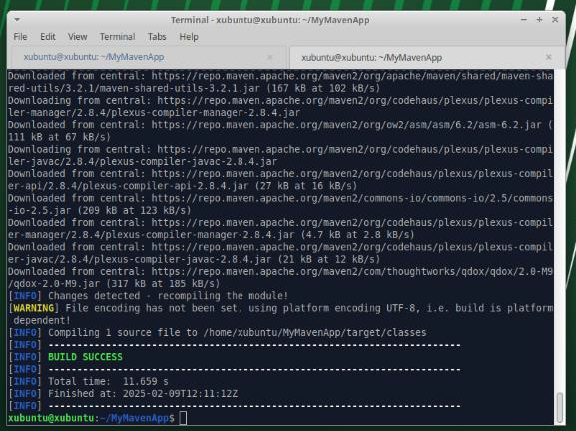 Terminal - xubuntu@xubuntu: ~/MyMavenApp
File Edit View Terminal Tabs Help
xubuntu@xubuntu: ~/MyMavenApp
xubuntu@xubuntu: ~/MyMavenApp
Downloaded from central: https://repo.maven.apache.org/maven2/org/apache/maven/shared/maven-sha
red-utils/3.2.1/maven-shared-utils-3.2.1.jar (167 kB at 102 kB/s)
Downloading from central: https://repo.maven.apache.org/maven2/org/codehaus/plexus/plexus-compi
ler-manager/2.8.4/plexus-compiler-manager-2.8.4.jar
Downloaded from central: https://repo.maven.apache.org/maven2/org/ow2/asm/asm/6.2/asm-6.2.jar (
111 kB at 67 kB/s)
Downloading from central: https://repo.maven.apache.org/maven2/org/codehaus/plexus/plexus-compi
ler-javac/2.8.4/plexus-compiler-javac-2.8.4.jar
Downloaded from central: https://repo.maven.apache.org/maven2/org/codehaus/plexus/plexus-compil
er-api/2.8.4/plexus-compiler-api-2.8.4.jar (27 kB at 16 kB/s)
Downloaded from central: https://repo.maven.apache.org/maven2/commons-io/commons-io/2.5/commons
-io-2.5.jar (209 kB at 123 kB/s)
Downloaded from central: https://repo.maven.apache.org/maven2/org/codehaus/plexus/plexus-compil
er-manager/2.8.4/plexus-compiler-manager-2.8.4.jar (4.7 kB at 2.8 kB/s)
Downloaded from central: https://repo.maven.apache.org/maven2/org/codehaus/plexus/plexus-compil
er-javac/2.8.4/plexus-compiler-javac-2.8.4.jar (21 kB at 12 kB/s)
Downloaded from central: https://repo.maven.apache.org/maven2/com/thoughtworks/qdox/qdox/2.0-M9
/qdox-2.0-M9.jar (317 kB at 185 kB/s)
[INFO] Changes detected - recompiling the module!
[WARNING] File encoding has not been set, using platform encoding UTF-8, i.e. build is platform
 dependent!
[INFO] Compiling 1 source file to /home/xubuntu/MyMavenApp/target/classes
[INFO] ------------------------------------------------------------------------
[INFO] BUILD SUCCESS
[INFO] ------------------------------------------------------------------------
[INFO] Total time:  11.659 s
[INFO] Finished at: 2025-02-09T12:11:12Z
[INFO] ------------------------------------------------------------------------
xubuntu@xubuntu:~/MyMavenApp$